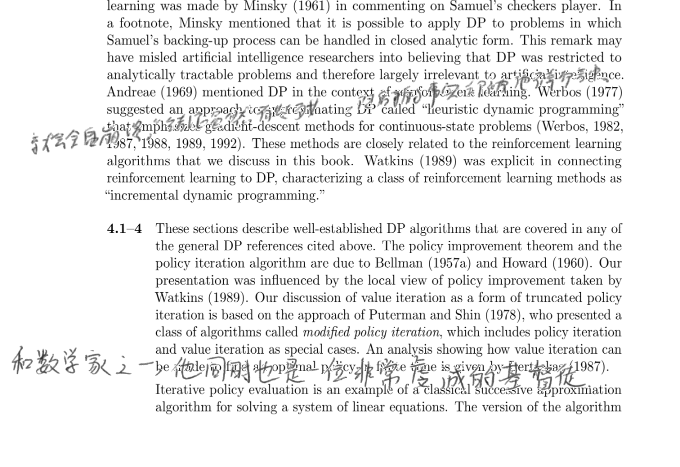 learning was made by Minsky (1961) in commenting on Samuel's checkers player. In
a footnote, Minsky mentioned that it is possible to apply DP to problems in which
Samuel's backing-up process can be handled in closed analytic form. This remark may
have misled artificial intelligence researchers into believing that DP was restricted to
analytically tractable problems and therefore largely irrelevant to artificial intelligence.
Andreae (1969) mentioned DP in the context of reinforcement learning. Werbos (1977)
suggested an approach to approximating DP called "heuristic dynamic programming"
that emphasizes gradient-descent methods for continuous-state problems (Werbos, 1982,
1987, 1988, 1989, 1992). These methods are closely related to the reinforcement learning
algorithms that we discuss in this book. Watkins (1989) was explicit in connecting
reinforcement learning to DP, characterizing a class of reinforcement learning methods as
"incremental dynamic programming."
4.1–4 These sections describe well-established DP algorithms that are covered in any of
the general DP references cited above. The policy improvement theorem and the
policy iteration algorithm are due to Bellman (1957a) and Howard (1960). Our
presentation was influenced by the local view of policy improvement taken by
Watkins (1989). Our discussion of value iteration as a form of truncated policy
iteration is based on the approach of Puterman and Shin (1978), who presented a
class of algorithms called modified policy iteration, which includes policy iteration
and value iteration as special cases. An analysis showing how value iteration can
be made to find an optimal policy in finite time is given by Bertsekas (1987).
和数学家之一，他同时也是一位非常虔诚的基督徒
Iterative policy evaluation is an example of a classical successive approximation
algorithm for solving a system of linear equations. The version of the algorithm